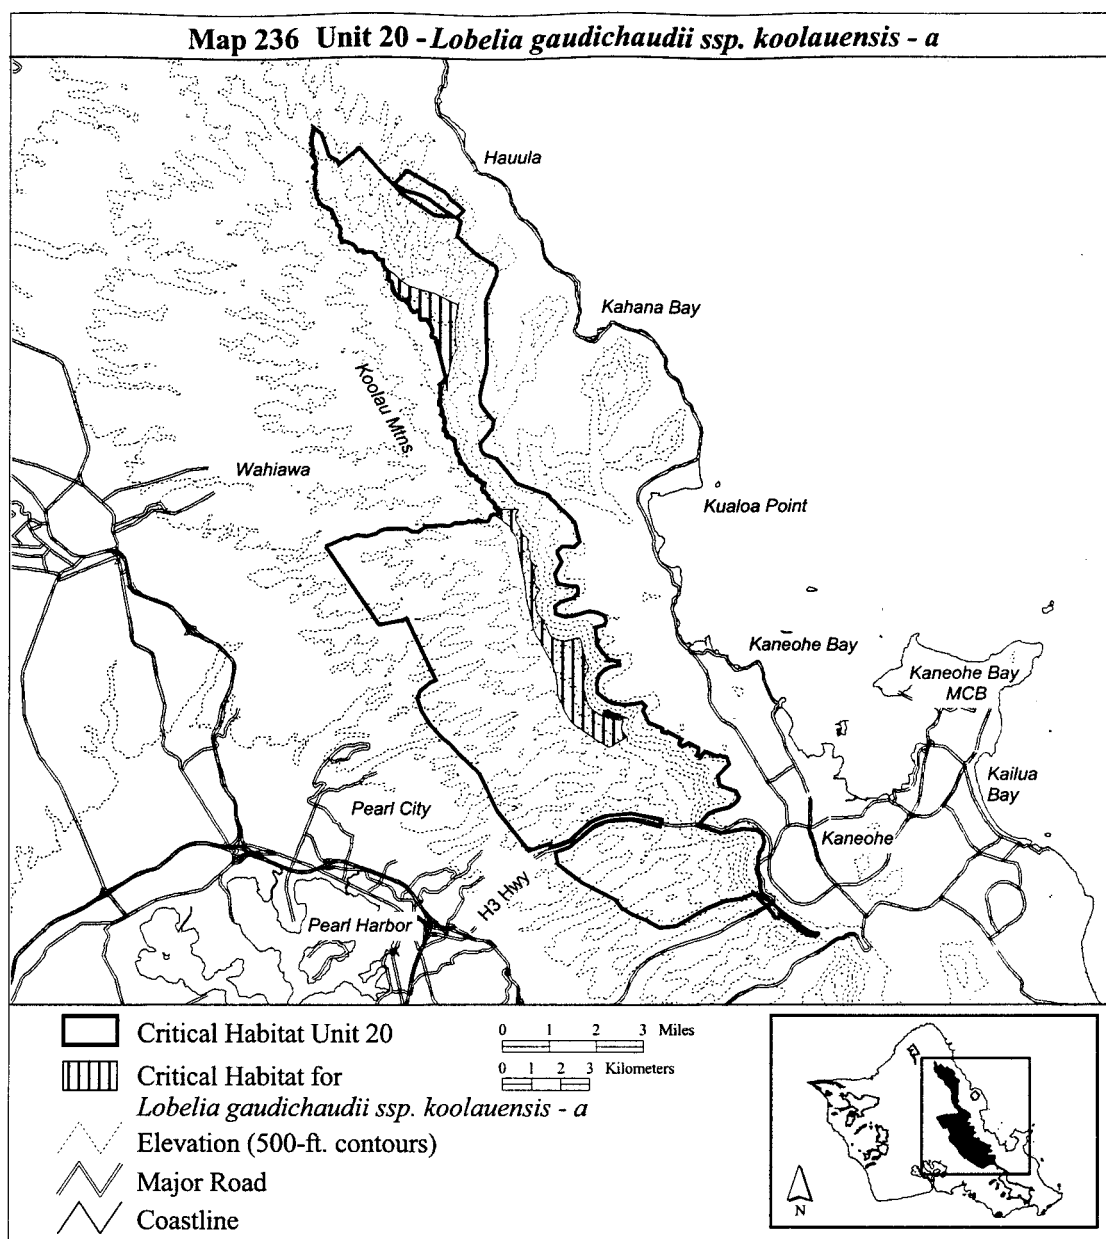 Map 236 Unit 20 - Lobelia gaudichaudii ssp. koolauensis - a
Hauula
Kahana Bay
Koolau Mtns
Wahiawa
Kualoa Point
Kaneohe Bay
Kaneohe Bay
MCB
Kailua
Bay
Pearl City
Kaneohe
H3 Hwy
Pearl Harbor
Critical Habitat Unit 20
0 1 2 3 Miles
Critical Habitat for
Lobelia gaudichaudii ssp. koolauensis - a
0 1 2 3 Kilometers
Elevation (500-ft. contours)
Major Road
Coastline
N